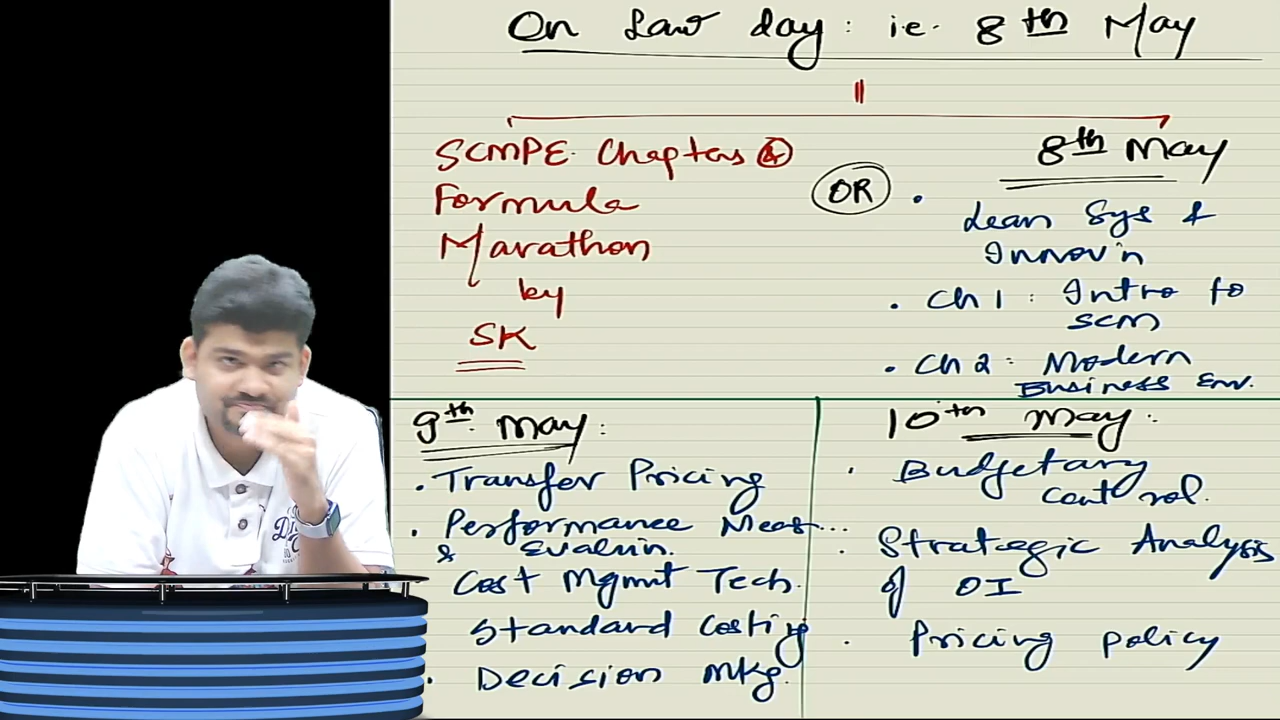 On Law day: i.e. 8th May
SCMPE Chapters &
Formula
Marathon
by
SK
OR
8th May
• Lean Sys &
Innov'n
• Ch 1 : Intro to
SCM
• Ch 2 : Modern
Business Env.
9th May:
• Transfer Pricing
• Performance Meas...
& Evalu'n.
Cost Mgmt Tech.
Standard Costing
• Decision Mkg.
10th May:
• Budgetary
control.
• Strategic Analysis
of OI
• Pricing policy